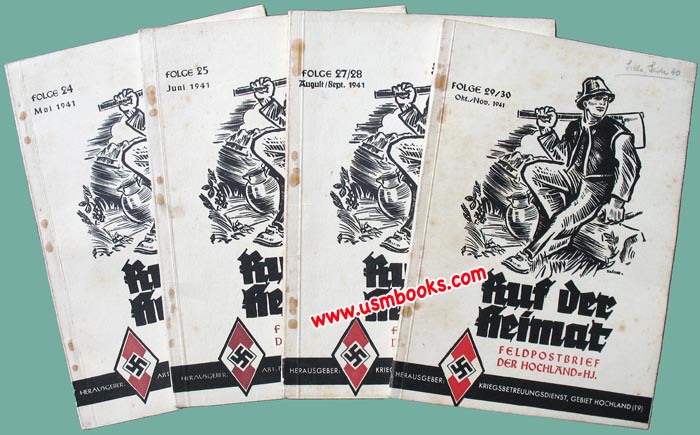 FOLGE 24
Mai 1941
HERAUSGEBER:
FOLGE 25
Juni 1941
HERAUSGEBER:
FOLGE 27/28
August/Sept. 1941
HERAUSGEBER:
FOLGE 29/30
Okt./Nov. 1941
Ruf der
Heimat
FELDPOSTBRIEF
DER HOCHLAND=HJ.
HERAUSGEBER: KRIEGSBETREUUNGSDIENST, GEBIET HOCHLAND (19)
www.usmbooks.com